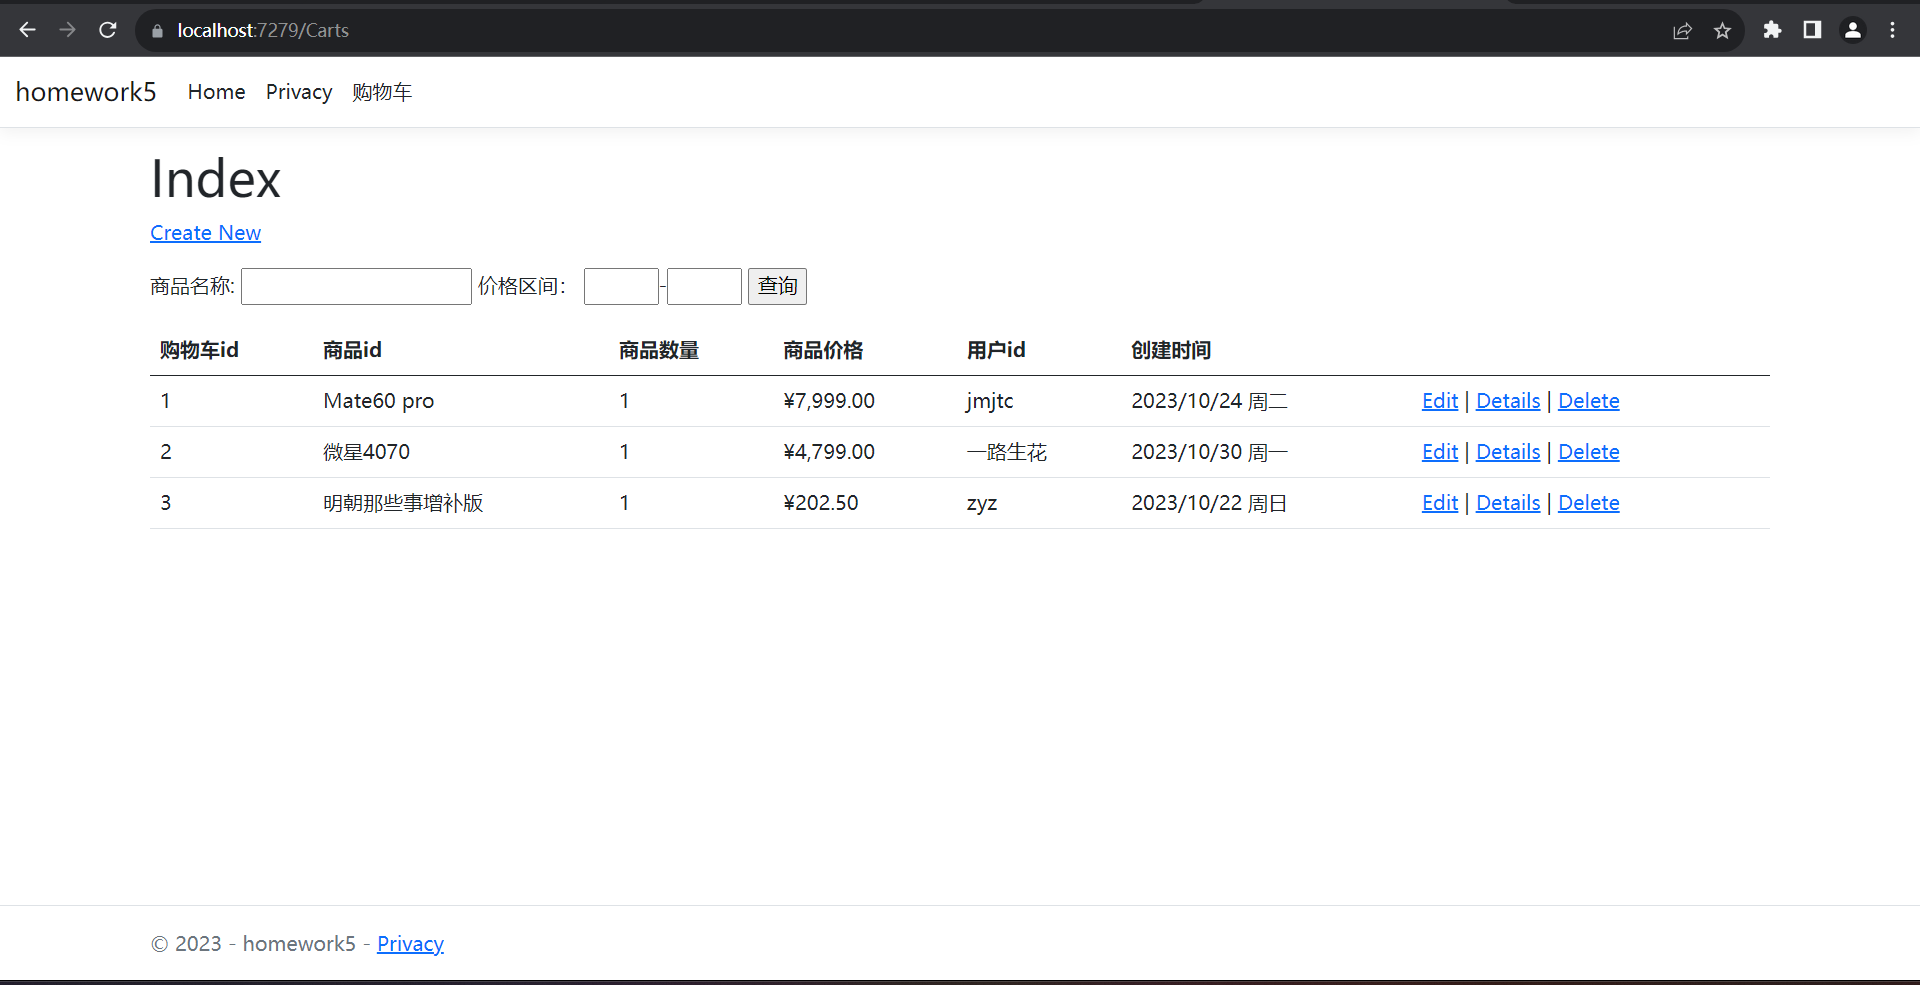 localhost:7279/Carts
homework5 Home Privacy 购物车
Index
Create New
商品名称: 价格区间： - 查询
购物车id 商品id 商品数量 商品价格 用户id 创建时间
1 Mate60 pro 1 ¥7,999.00 jmjtc 2023/10/24 周二 Edit | Details | Delete
2 微星4070 1 ¥4,799.00 一路生花 2023/10/30 周一 Edit | Details | Delete
3 明朝那些事增补版 1 ¥202.50 zyz 2023/10/22 周日 Edit | Details | Delete
© 2023 - homework5 - Privacy